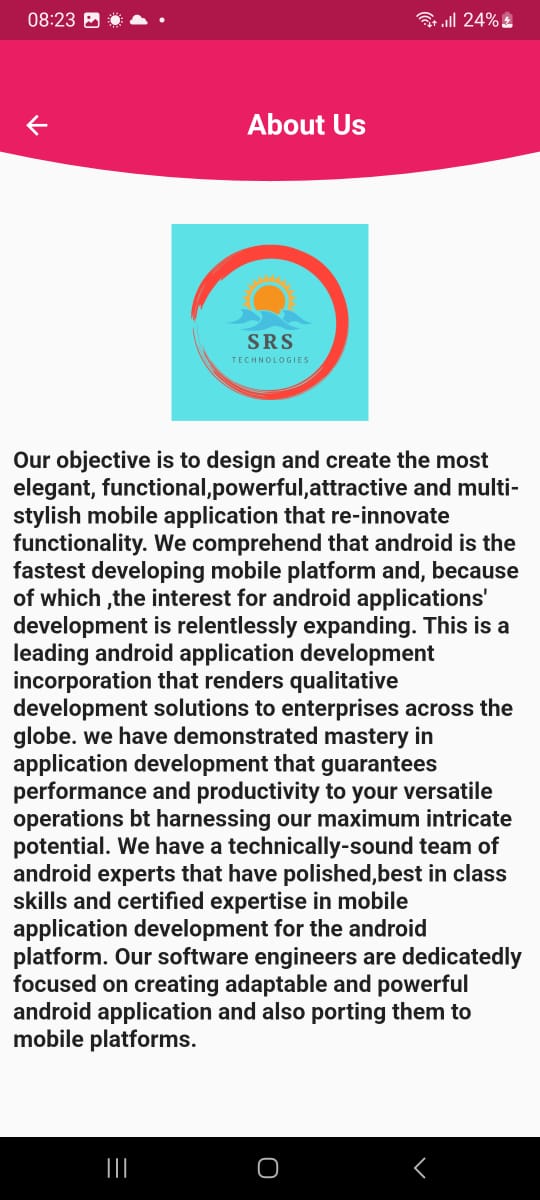 08:23
24%
About Us
SRS
TECHNOLOGIES
Our objective is to design and create the most
elegant, functional,powerful,attractive and multi-
stylish mobile application that re-innovate
functionality. We comprehend that android is the
fastest developing mobile platform and, because
of which ,the interest for android applications'
development is relentlessly expanding. This is a
leading android application development
incorporation that renders qualitative
development solutions to enterprises across the
globe. we have demonstrated mastery in
application development that guarantees
performance and productivity to your versatile
operations bt harnessing our maximum intricate
potential. We have a technically-sound team of
android experts that have polished,best in class
skills and certified expertise in mobile
application development for the android
platform. Our software engineers are dedicatedly
focused on creating adaptable and powerful
android application and also porting them to
mobile platforms.